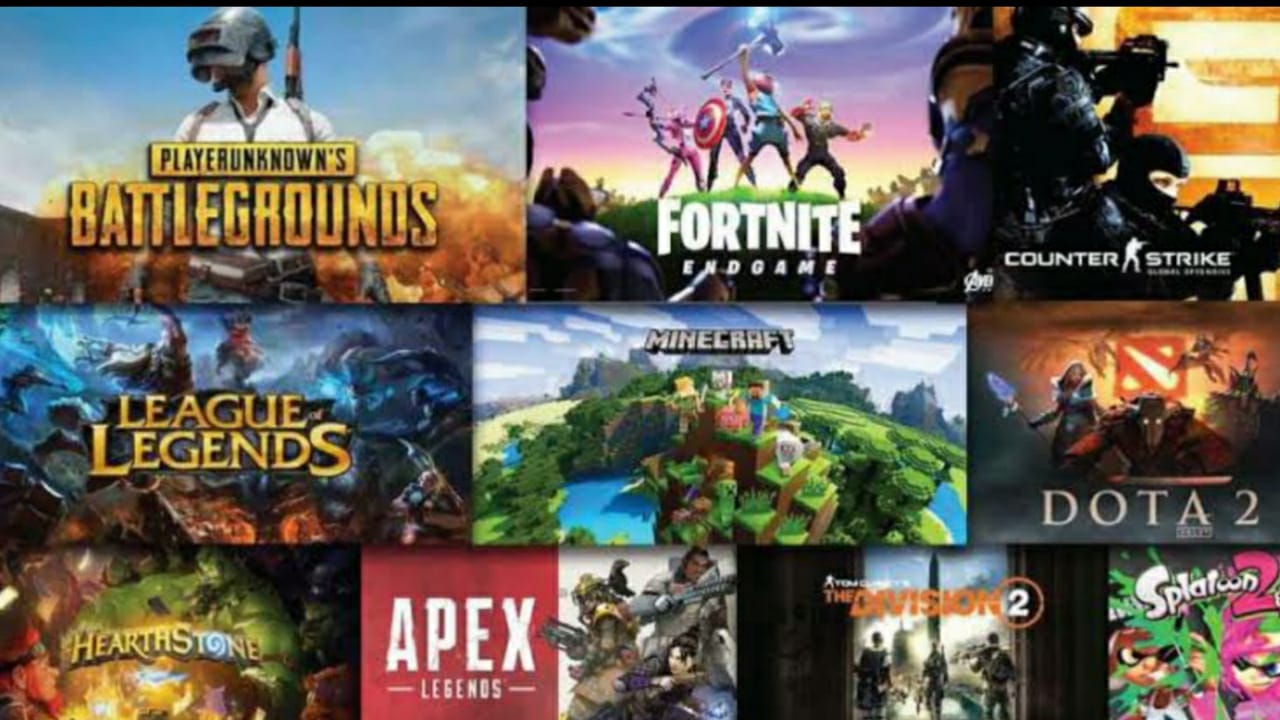 PLAYERUNKNOWN'S
BATTLEGROUNDS
FORTNITE
ENDGAME
COUNTER STRIKE
GLOBAL OFFENSIVE
LEAGUE of
LEGENDS
MINECRAFT
DOTA 2
HEARTHSTONE
APEX
LEGENDS
TOM CLANCY'S
THE DIVISION 2
Splatoon 2